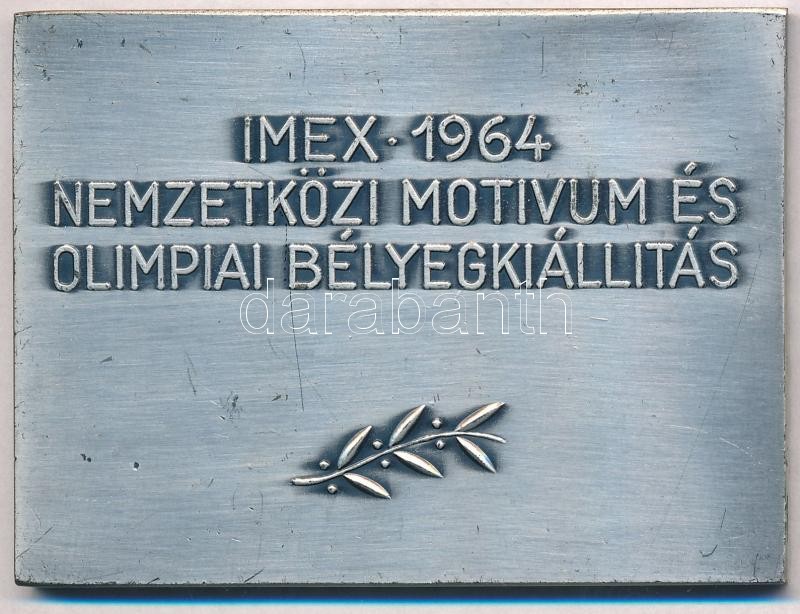 IMEX · 1964
NEMZETKÖZI MOTIVUM ÉS
OLIMPIAI BÉLYEGKIÁLLITÁS
darabanth